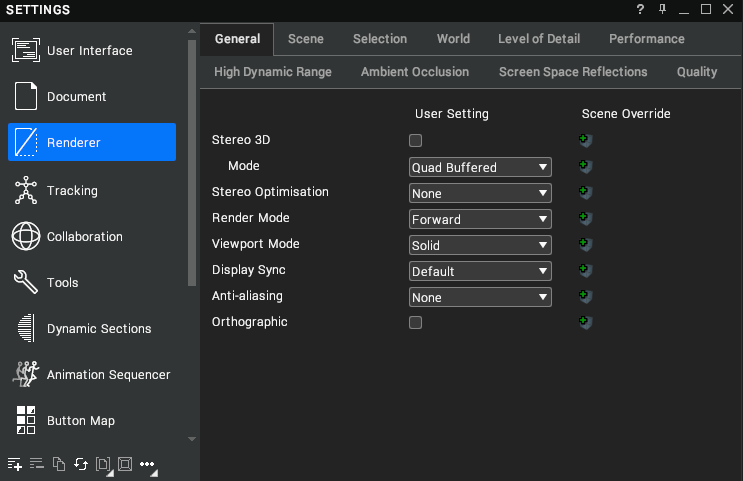 SETTINGS
?
User Interface
Document
Renderer
Tracking
Collaboration
Tools
Dynamic Sections
Animation Sequencer
Button Map
General Scene Selection World Level of Detail Performance
High Dynamic Range Ambient Occlusion Screen Space Reflections Quality
User Setting Scene Override
Stereo 3D
Mode Quad Buffered
Stereo Optimisation None
Render Mode Forward
Viewport Mode Solid
Display Sync Default
Anti-aliasing None
Orthographic